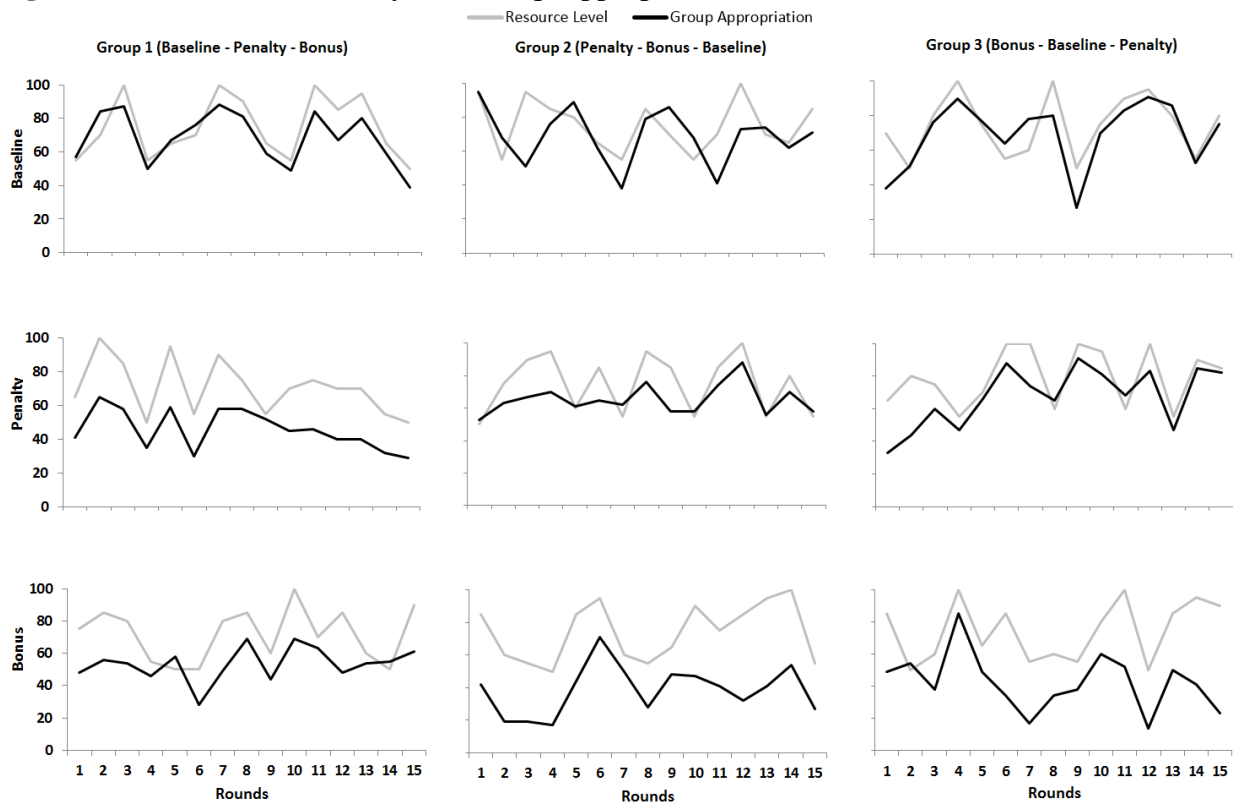 Resource Level Group Appropriation
Group 1 (Baseline - Penalty - Bonus)
Group 2 (Penalty - Bonus - Baseline)
Group 3 (Bonus - Baseline - Penalty)
Baseline
100
80
60
40
20
0
Penalty
100
80
60
40
20
0
Bonus
100
80
60
40
20
0
1 2 3 4 5 6 7 8 9 10 11 12 13 14 15
Rounds
1 2 3 4 5 6 7 8 9 10 11 12 13 14 15
Rounds
1 2 3 4 5 6 7 8 9 10 11 12 13 14 15
Rounds